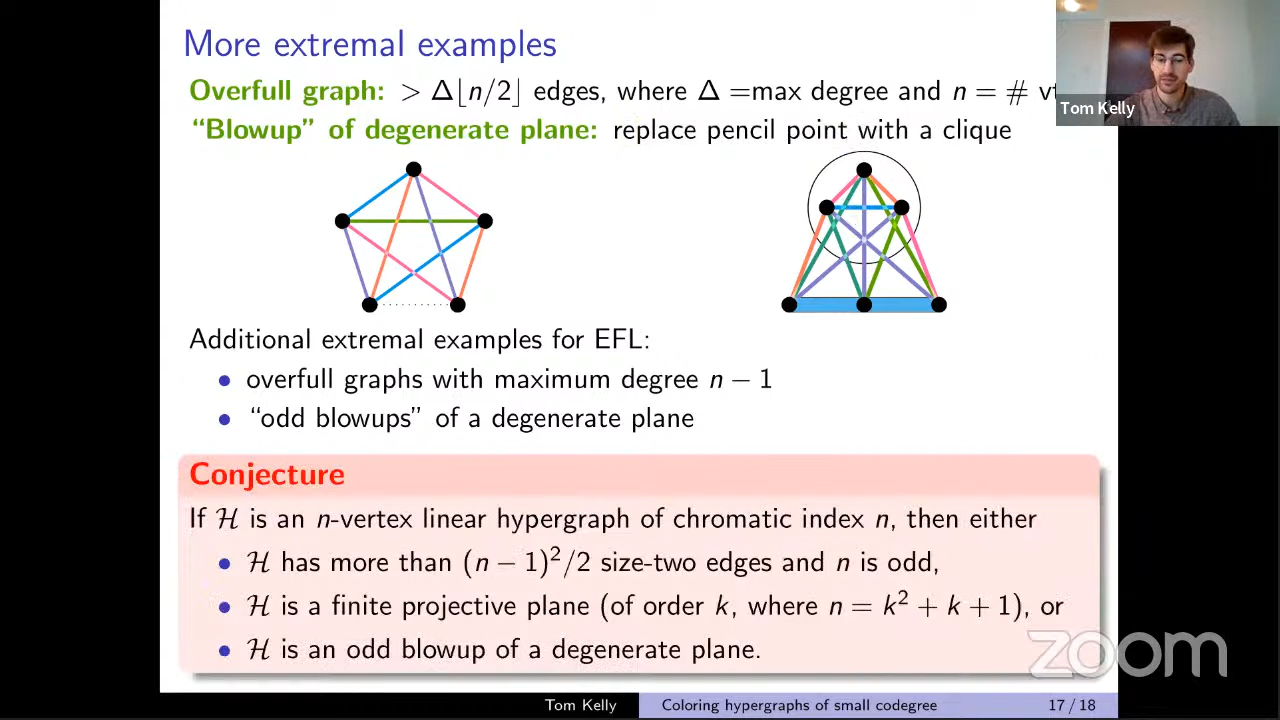 More extremal examples
Overfull graph: > Δ⌊n/2⌋ edges, where Δ =max degree and n = #
“Blowup” of degenerate plane: replace pencil point with a clique
Tom Kelly
Additional extremal examples for EFL:
• overfull graphs with maximum degree n − 1
• “odd blowups” of a degenerate plane
Conjecture
If ℋ is an n-vertex linear hypergraph of chromatic index n, then either
• ℋ has more than (n − 1)²/2 size-two edges and n is odd,
• ℋ is a finite projective plane (of order k, where n = k² + k + 1), or
• ℋ is an odd blowup of a degenerate plane.
zoom
Tom Kelly
Coloring hypergraphs of small codegree
17 / 18